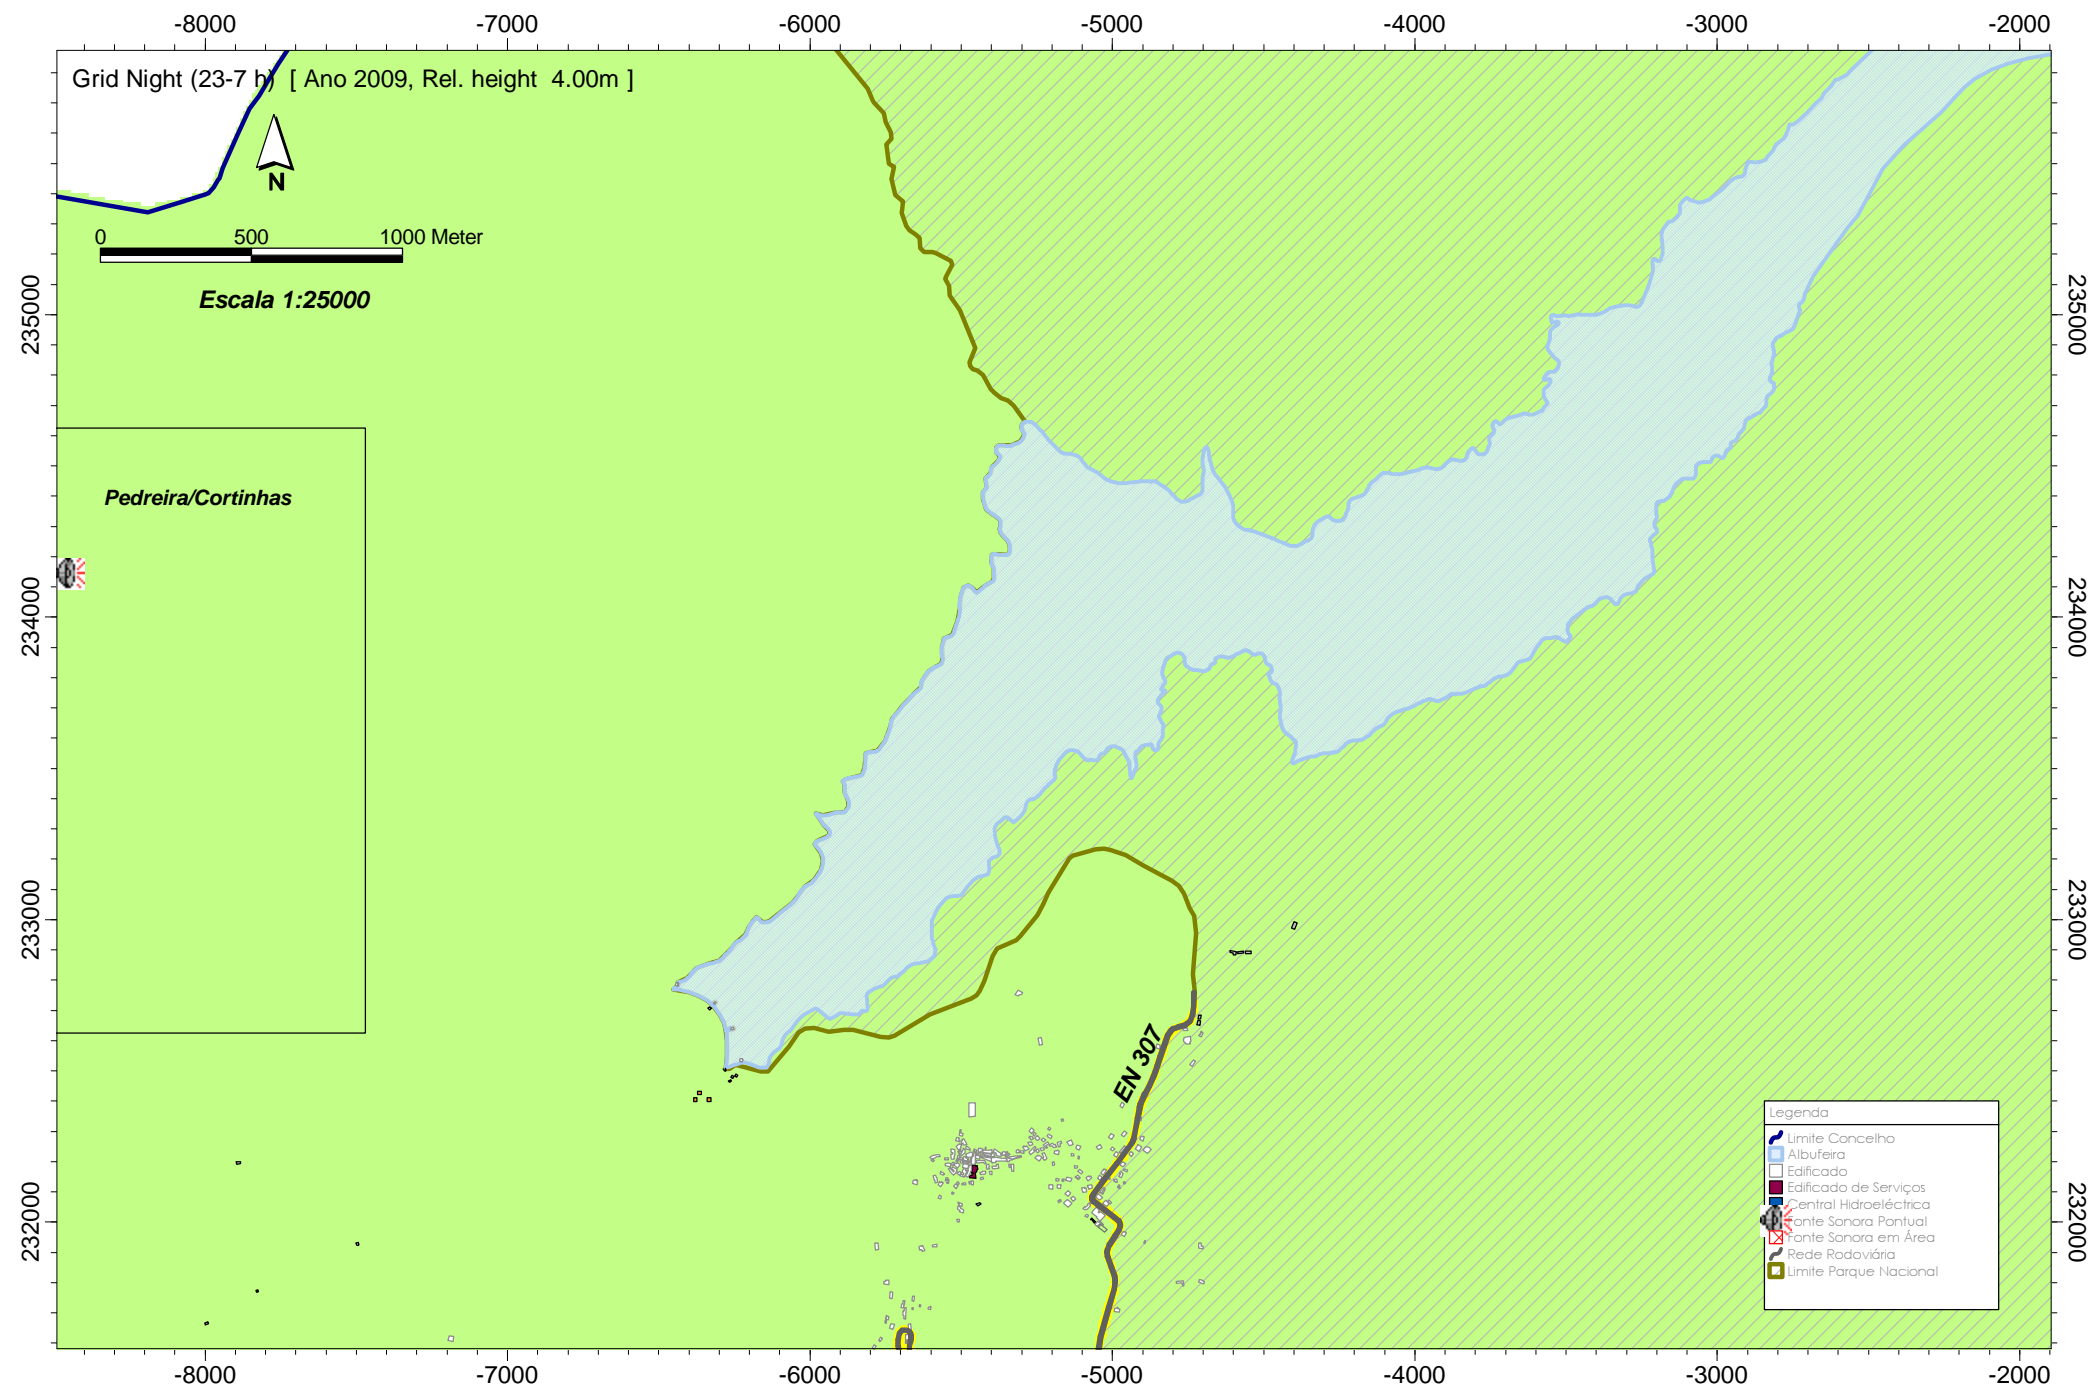 -8000 -7000 -6000 -5000 -4000 -3000 -2000
Grid Night (23-7 h) [ Ano 2009, Rel. height 4.00m ]
N
0 500 1000 Meter
Escala 1:25000
235000 235000
Pedreira/Cortinhas
234000 234000
233000 233000
EN 307
232000 232000
Legenda
Limite Concelho
Albufeira
Edificado
Edificado de Serviços
Central Hidroeléctrica
Fonte Sonora Pontual
Fonte Sonora em Área
Rede Rodoviária
Limite Parque Nacional
-8000 -7000 -6000 -5000 -4000 -3000 -2000